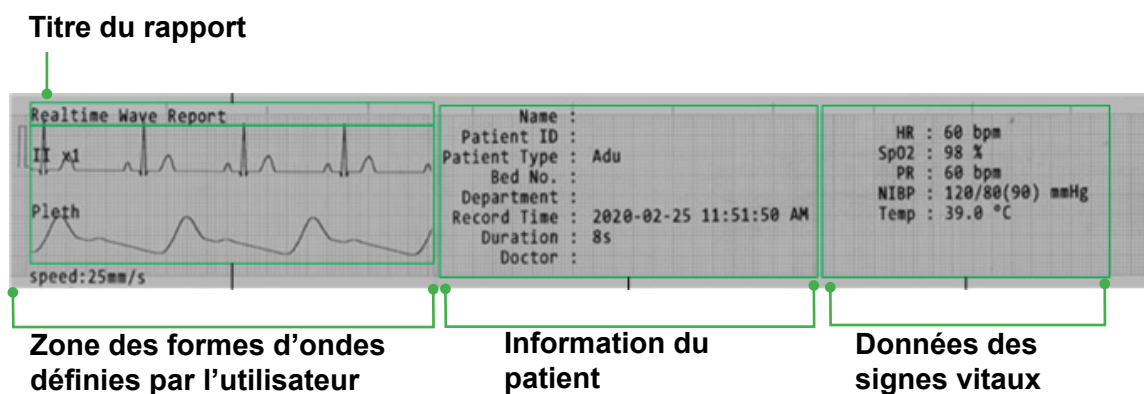 Titre du rapport
Realtime Wave Report
II x1
Pleth
speed:25mm/s
Name :
Patient ID :
Patient Type : Adu
Bed No. :
Department :
Record Time : 2020-02-25 11:51:50 AM
Duration : 8s
Doctor :
HR : 60 bpm
SpO2 : 98 %
PR : 60 bpm
NIBP : 120/80(90) mmHg
Temp : 39.0 °C
Zone des formes d’ondes
définies par l’utilisateur
Information du
patient
Données des
signes vitaux